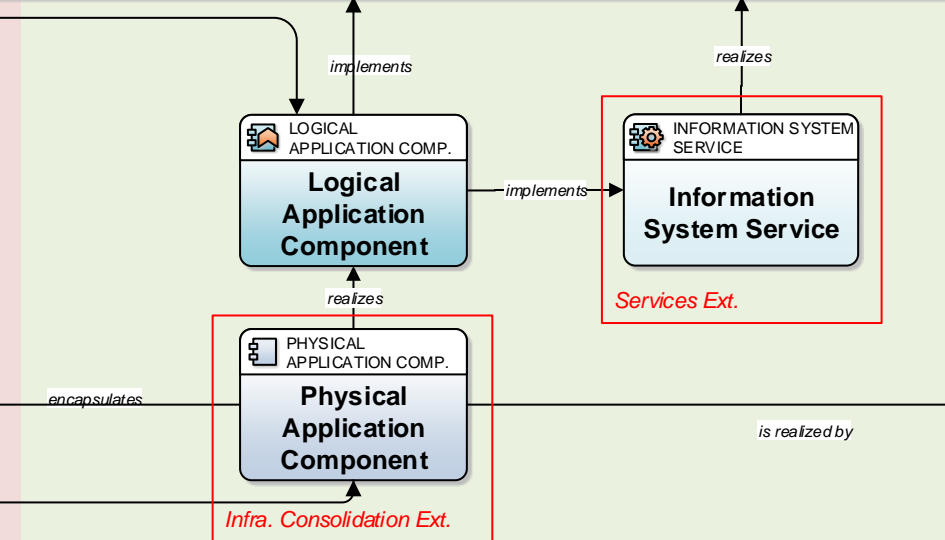 implements
realizes
LOGICAL
APPLICATION COMP.
Logical
Application
Component
implements
INFORMATION SYSTEM
SERVICE
Information
System Service
Services Ext.
realizes
PHYSICAL
APPLICATION COMP.
Physical
Application
Component
encapsulates
is realized by
Infra. Consolidation Ext.